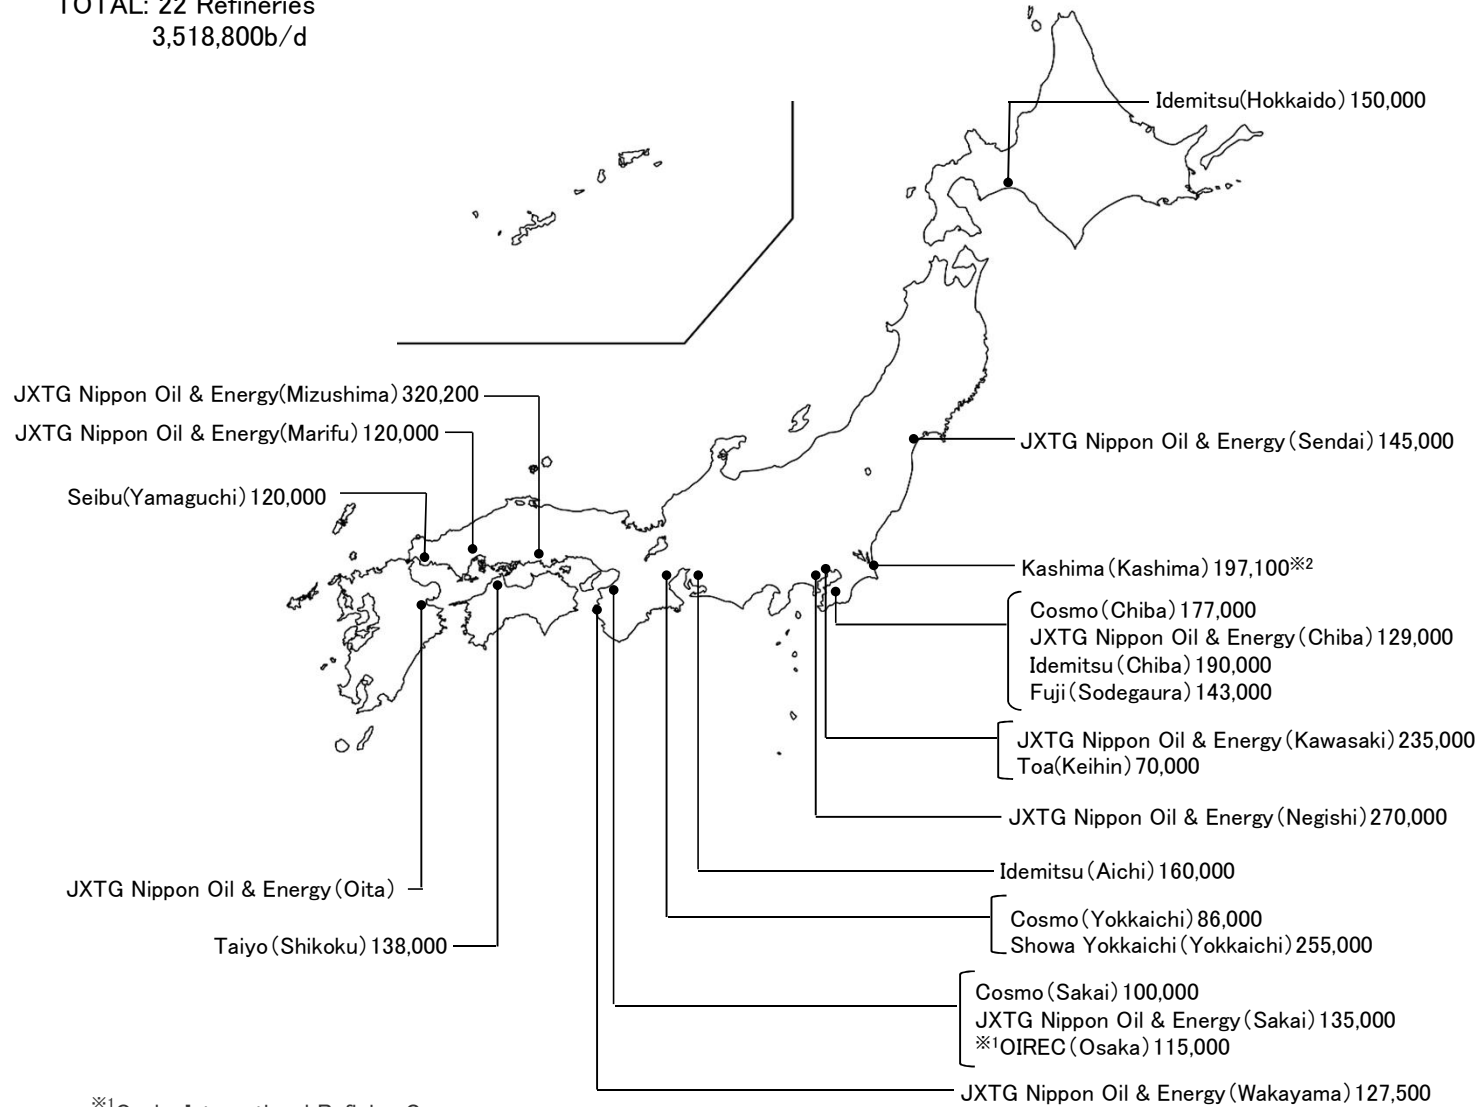 TOTAL: 22 Refineries
3,518,800b/d
Idemitsu(Hokkaido) 150,000
JXTG Nippon Oil & Energy(Mizushima) 320,200
JXTG Nippon Oil & Energy(Marifu) 120,000
JXTG Nippon Oil & Energy (Sendai) 145,000
Seibu(Yamaguchi) 120,000
Kashima (Kashima) 197,100※2
Cosmo (Chiba) 177,000
JXTG Nippon Oil & Energy (Chiba) 129,000
Idemitsu (Chiba) 190,000
Fuji (Sodegaura) 143,000
JXTG Nippon Oil & Energy (Kawasaki) 235,000
Toa(Keihin) 70,000
JXTG Nippon Oil & Energy (Negishi) 270,000
Idemitsu (Aichi) 160,000
JXTG Nippon Oil & Energy (Oita)
Cosmo (Yokkaichi) 86,000
Showa Yokkaichi (Yokkaichi) 255,000
Taiyo (Shikoku) 138,000
Cosmo (Sakai) 100,000
JXTG Nippon Oil & Energy (Sakai) 135,000
※1OIREC (Osaka) 115,000
JXTG Nippon Oil & Energy (Wakayama) 127,500
※1